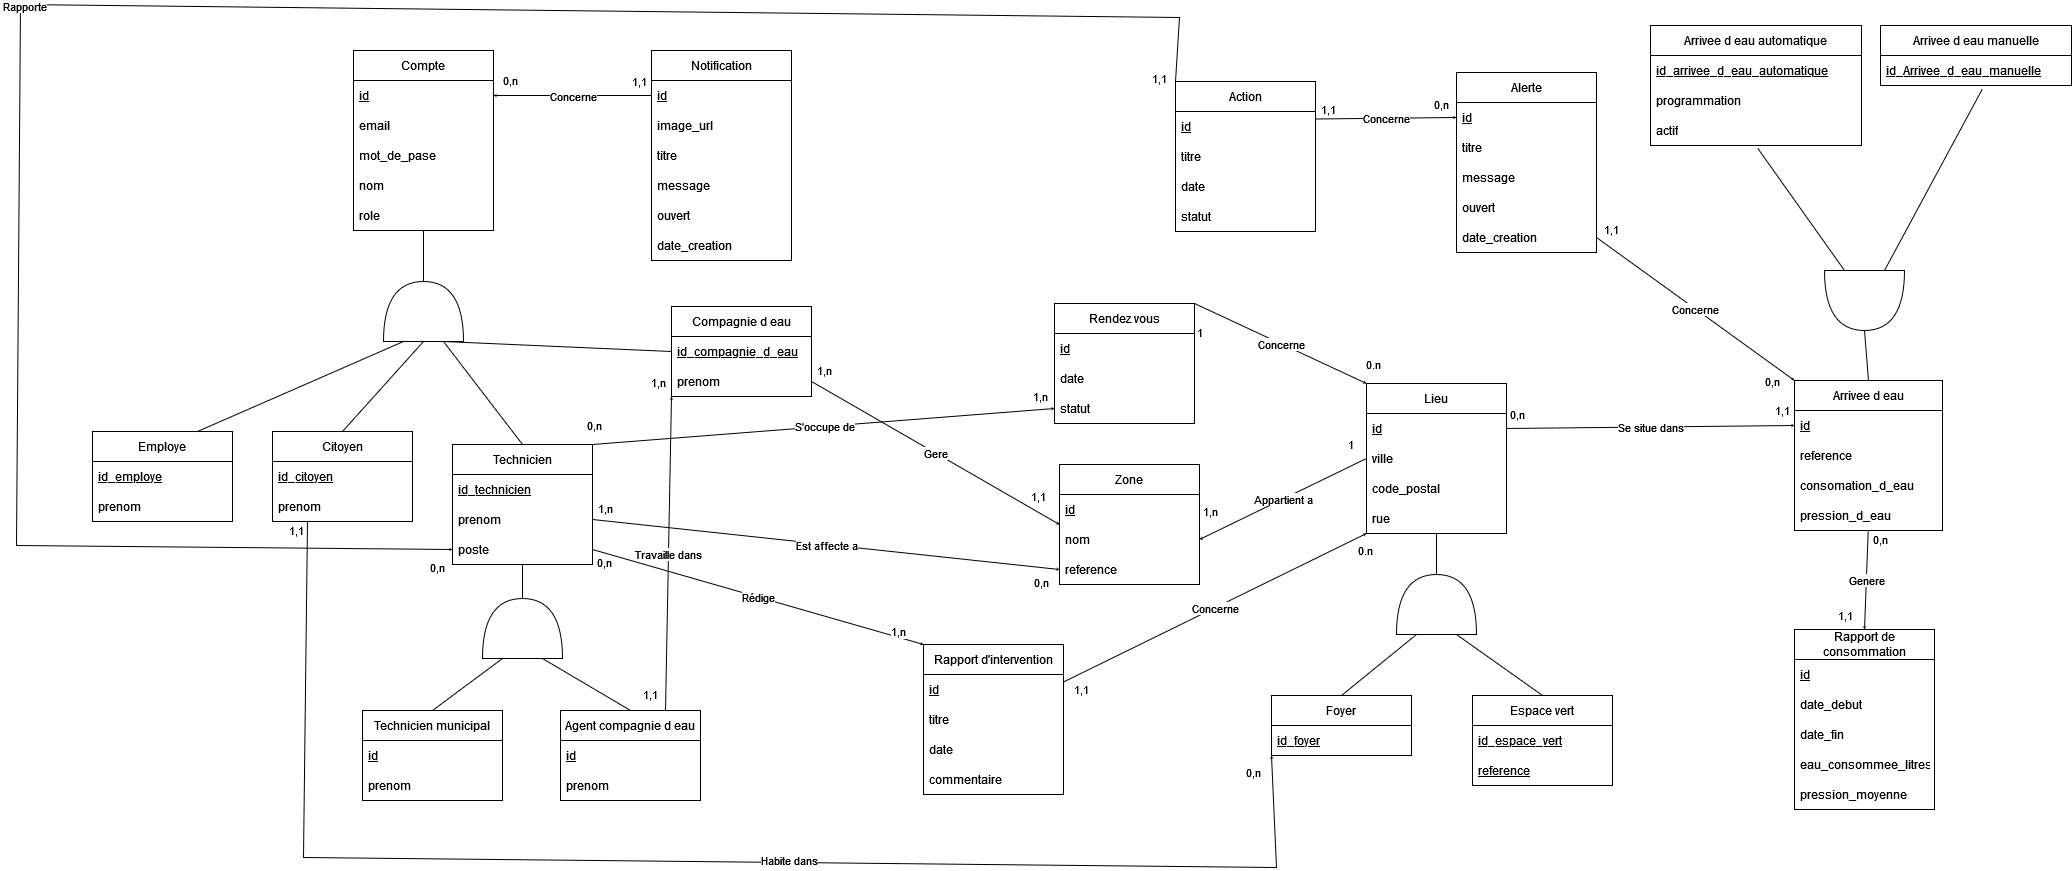 Rapporte
1,1
Compte
id
email
mot_de_pase
nom
role
0,n
Concerne
1,1
Notification
id
image_url
titre
message
ouvert
date_creation
Action
id
titre
date
statut
1,1
Concerne
0,n
Alerte
id
titre
message
ouvert
date_creation
1,1
Concerne
0,n
Arrivee d eau automatique
id_arrivee_d_eau_automatique
programmation
actif
Arrivee d eau manuelle
id_Arrivee_d_eau_manuelle
Compagnie d eau
id_compagnie_d_eau
prenom
1,n
1,n
Gere
1,1
Rendez vous
id
date
statut
1
Concerne
0.n
0,n
S'occupe de
1,n
Lieu
id
ville
code_postal
rue
0,n
Se situe dans
1,1
Arrivee d eau
id
reference
consomation_d_eau
pression_d_eau
0,n
Genere
1,1
Employe
id_employe
prenom
Citoyen
id_citoyen
prenom
1,1
Technicien
id_technicien
prenom
poste
0,n
1,n
Est affecte a
0,n
Zone
id
nom
reference
1
Appartient a
1,n
Travaille dans
1,1
0,n
Rédige
1,n
Rapport d'intervention
id
titre
date
commentaire
1,1
Concerne
0.n
Technicien municipal
id
prenom
Agent compagnie d eau
id
prenom
Foyer
id_foyer
0,n
Espace vert
id_espace_vert
reference
Rapport de
consommation
id
date_debut
date_fin
eau_consommee_litres
pression_moyenne
Habite dans